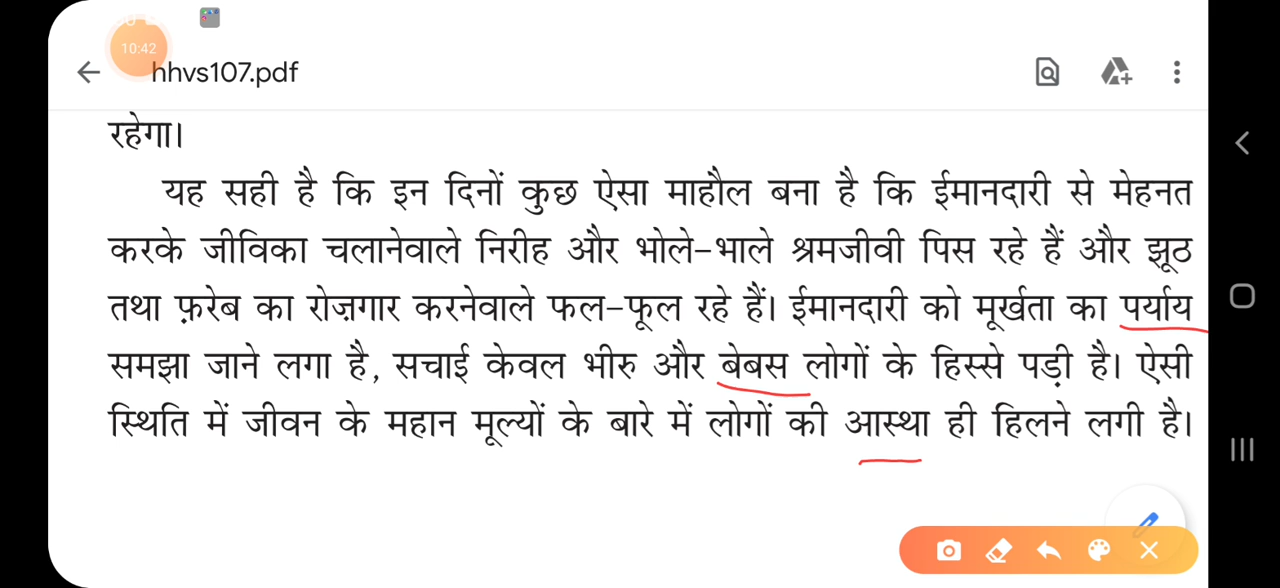 10:42
hhvs107.pdf
रहेगा।
यह सही है कि इन दिनों कुछ ऐसा माहौल बना है कि ईमानदारी से मेहनत
करके जीविका चलानेवाले निरीह और भोले-भाले श्रमजीवी पिस रहे हैं और झूठ
तथा फ़रेब का रोज़गार करनेवाले फल-फूल रहे हैं। ईमानदारी को मूर्खता का पर्याय
समझा जाने लगा है, सचाई केवल भीरु और बेबस लोगों के हिस्से पड़ी है। ऐसी
स्थिति में जीवन के महान मूल्यों के बारे में लोगों की आस्था ही हिलने लगी है।